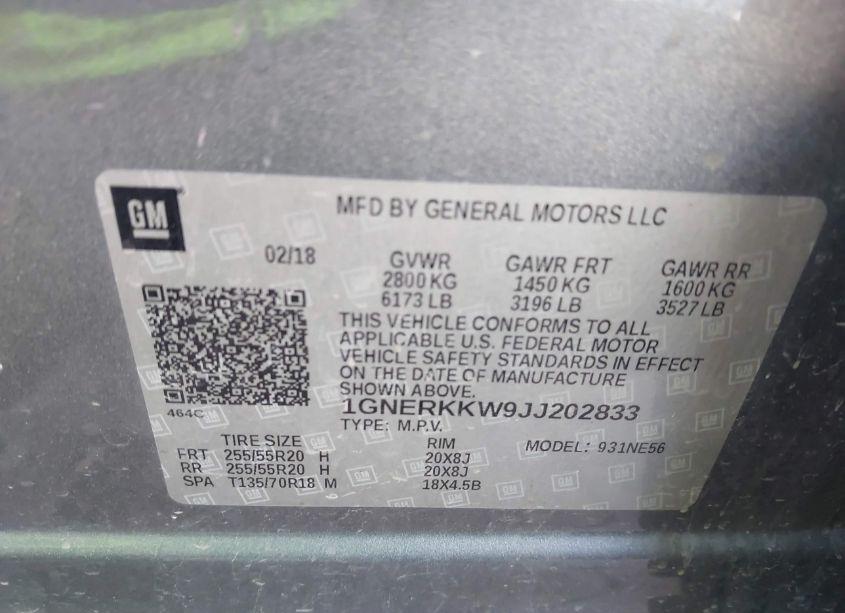 GM
MFD BY GENERAL MOTORS LLC
02/18
GVWR GAWR FRT GAWR RR
2800 KG 1450 KG 1600 KG
6173 LB 3196 LB 3527 LB
THIS VEHICLE CONFORMS TO ALL
APPLICABLE U.S. FEDERAL MOTOR
VEHICLE SAFETY STANDARDS IN EFFECT
ON THE DATE OF MANUFACTURE
SHOWN ABOVE.
464C
1GNERKKW9JJ202833
TYPE: M.P.V.
TIRE SIZE RIM MODEL: 931NE56
FRT 255/55R20 H 20X8J
RR 255/55R20 H 20X8J
SPA T135/70R18 M 18X4.5B